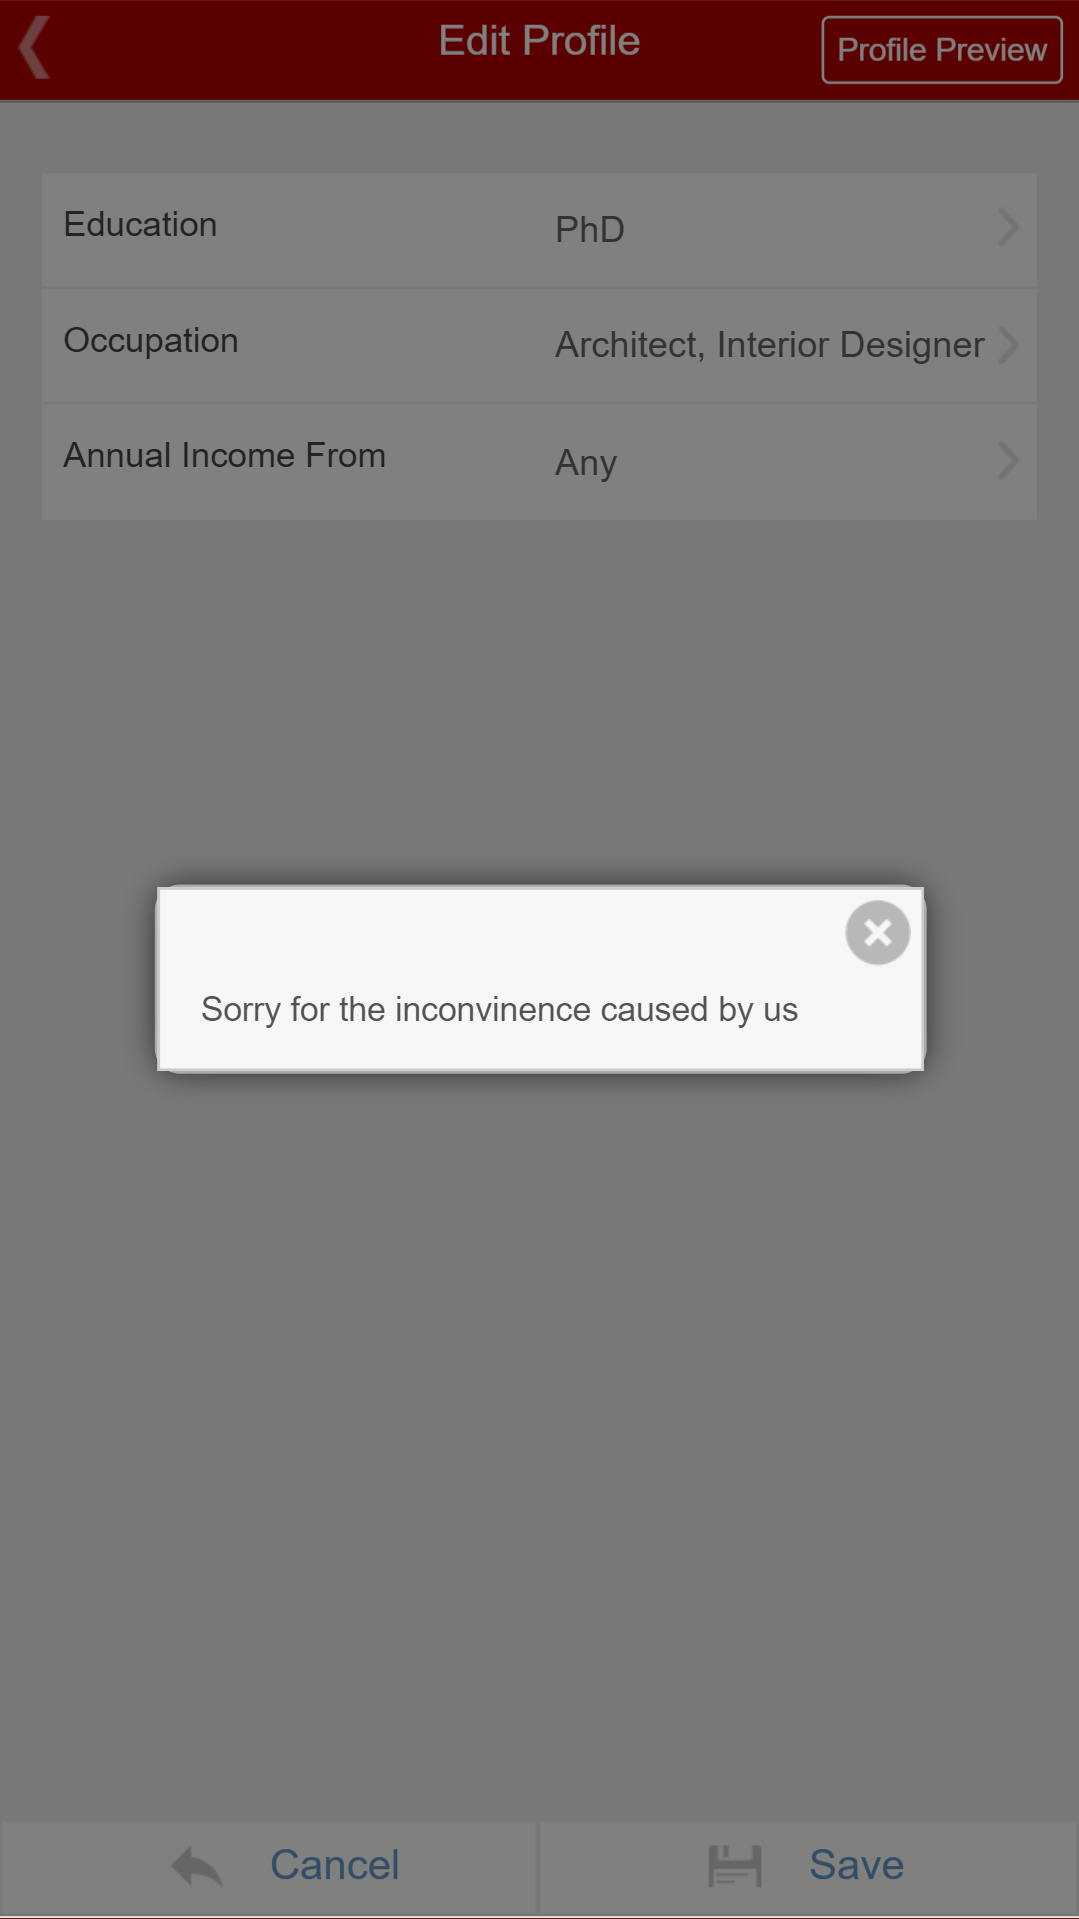 Edit Profile
Profile Preview
Education PhD
Occupation Architect, Interior Designer
Annual Income From Any
Sorry for the inconvinence caused by us
Cancel Save